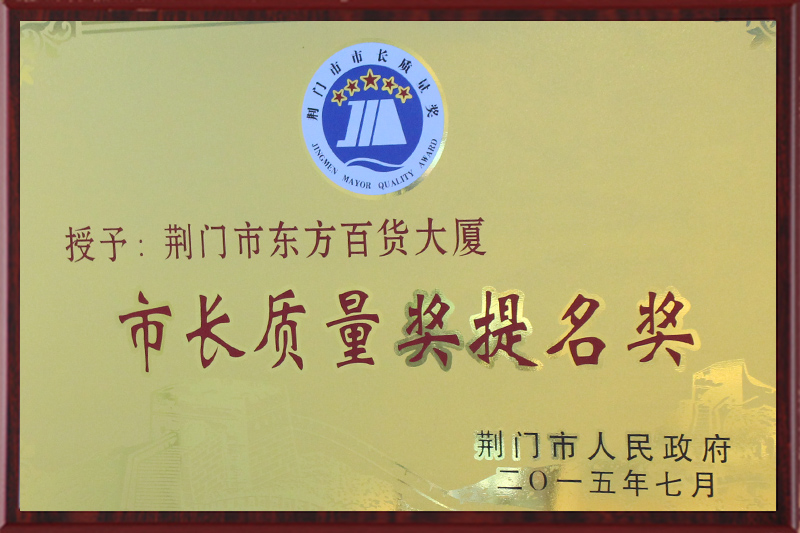 荆门市市长质量奖
JINGMEN MAYOR QUALITY AWARD
授予：荆门市东方百货大厦
市长质量奖提名奖
荆门市人民政府
二〇一五年七月